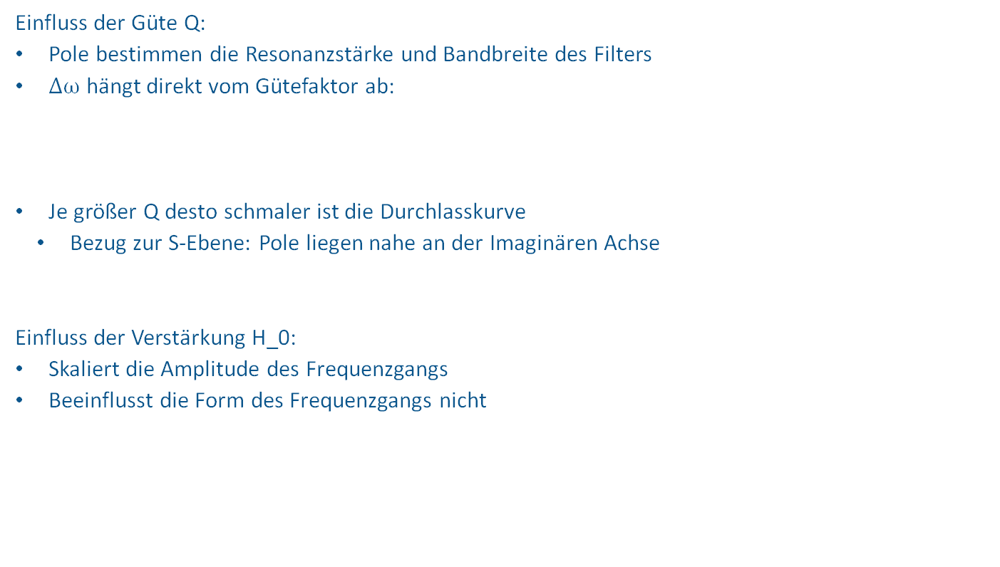 Einfluss der Güte Q:
• Pole bestimmen die Resonanzstärke und Bandbreite des Filters
• Δω hängt direkt vom Gütefaktor ab:
• Je größer Q desto schmaler ist die Durchlasskurve
• Bezug zur S-Ebene: Pole liegen nahe an der Imaginären Achse
Einfluss der Verstärkung H_0:
• Skaliert die Amplitude des Frequenzgangs
• Beeinflusst die Form des Frequenzgangs nicht